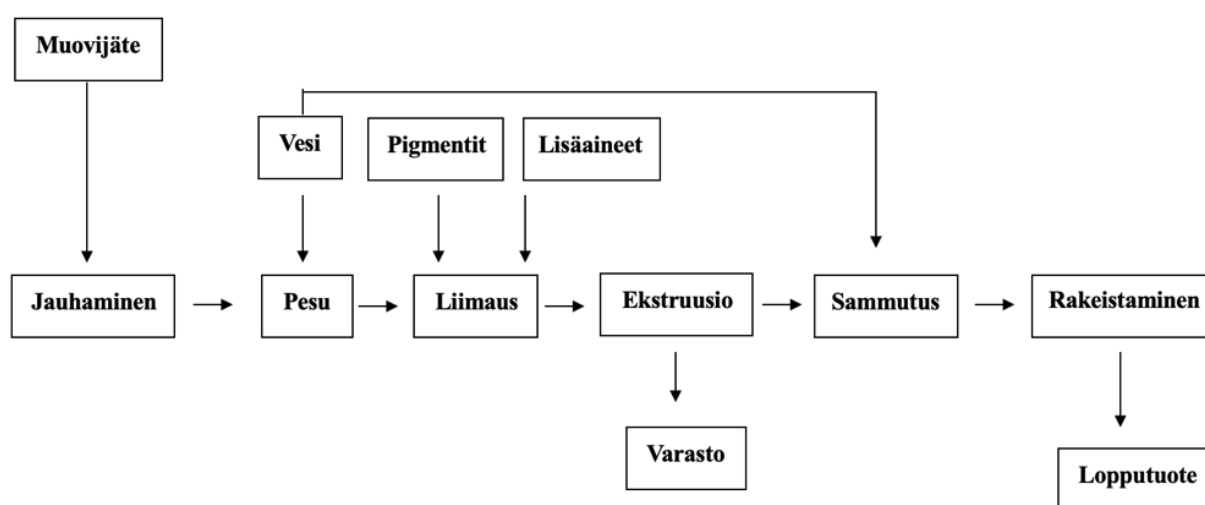 Muovijäte
Vesi
Pigmentit
Lisäaineet
Jauhaminen
Pesu
Liimaus
Ekstruusio
Sammutus
Rakeistaminen
Varasto
Lopputuote